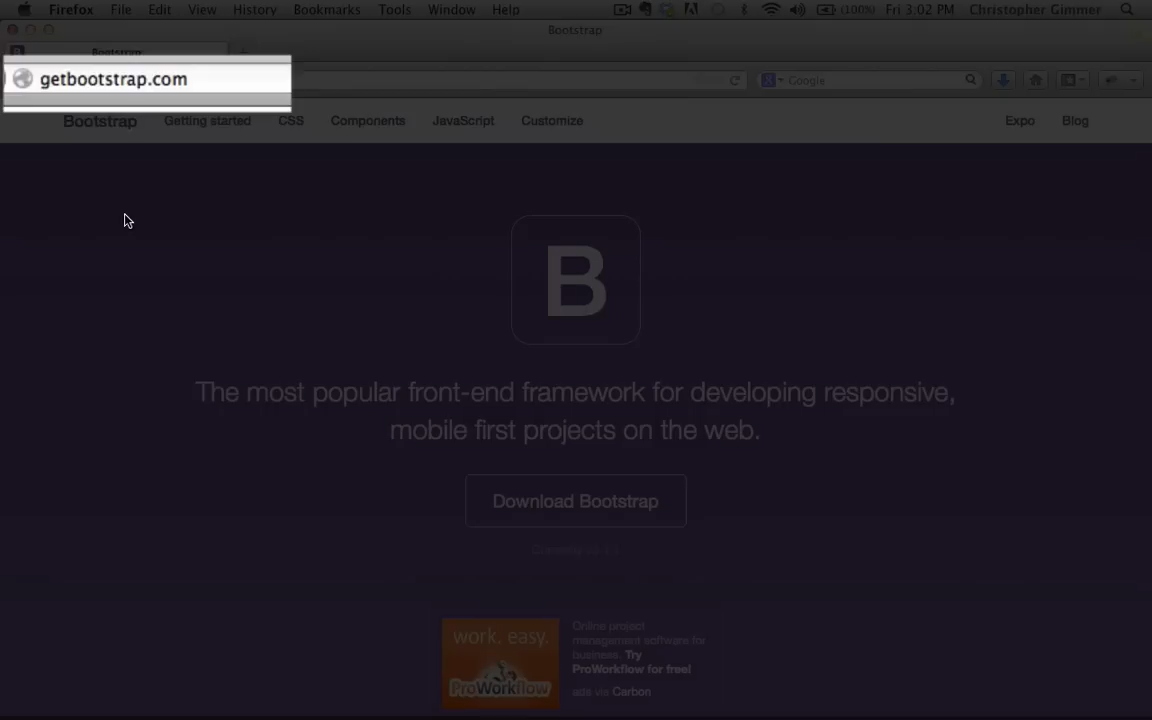 Firefox File Edit View History Bookmarks Tools Window Help (100%) Fri 3:02 PM Christopher Gimmer
Bootstrap
Bootstrap
getbootstrap.com
Google
Bootstrap Getting started CSS Components JavaScript Customize Expo Blog
B
The most popular front-end framework for developing responsive,
mobile first projects on the web.
Download Bootstrap
work. easy.
ProWorkflow
Online project
management software for
business. Try
ProWorkflow for free!
ads via Carbon